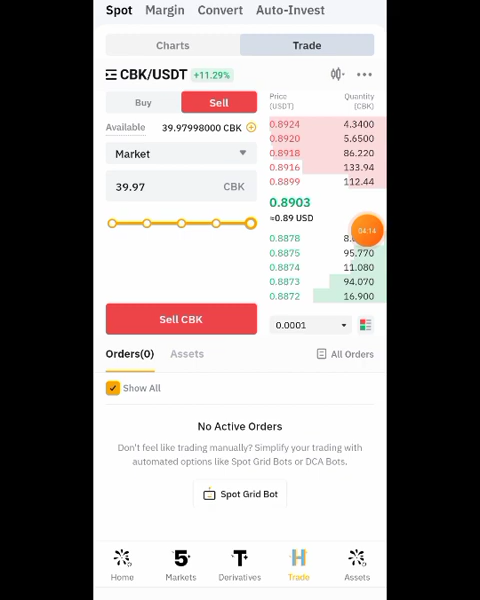 Spot Margin Convert Auto-Invest
Charts Trade
CBK/USDT +11.29%
Buy Sell
Available 39.97998000 CBK
Market
39.97 CBK
Sell CBK
Price (USDT) Quantity (CBK)
0.8924 4.3400
0.8920 5.6500
0.8918 86.220
0.8916 133.94
0.8899 112.44
0.8903
≈0.89 USD
04:14
0.8878
0.8875 95.770
0.8874 11.080
0.8873 94.070
0.8872 16.900
0.0001
Orders(0) Assets All Orders
Show All
No Active Orders
Don't feel like trading manually? Simplify your trading with
automated options like Spot Grid Bots or DCA Bots.
Spot Grid Bot
Home Markets Derivatives Trade Assets